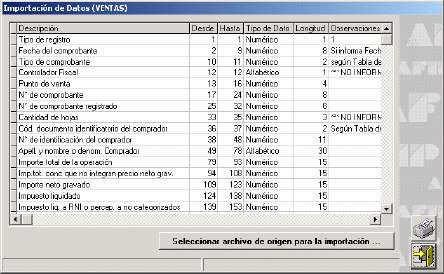 Importación de Datos (VENTAS)
Descripción Desde Hasta Tipo de Dato Longitud Observaciones
Tipo de registro 1 1 Numérico 1 1
Fecha del comprobante 2 9 Numérico 8 Si informa Fech
Tipo de comprobante 10 11 Numérico 2 según Tabla de
Controlador Fiscal 12 12 Alfabético 1 *** NO INFORM
Punto de venta 13 16 Numérico 4
N° de comprobante 17 24 Numérico 8
N° de comprobante registrado 25 32 Numérico 8
Cantidad de hojas 33 35 Numérico 3 *** NO INFORM
Cód. documento identificatorio del comprador 36 37 Numérico 2 Según Tabla d
N° de identificación del comprador 38 48 Numérico 11
Apell. y nombre o denom. Comprador 49 78 Alfabético 30
Importe total de la operación 79 93 Numérico 15
Imp.tot. conc que no integran precio neto grav. 94 108 Numérico 15
Importe neto gravado 109 123 Numérico 15
Impuesto liquidado 124 138 Numérico 15
Impuesto liq. a RNI o percep. a no categorizados 139 153 Numérico 15
Seleccionar archivo de origen para la importación ...